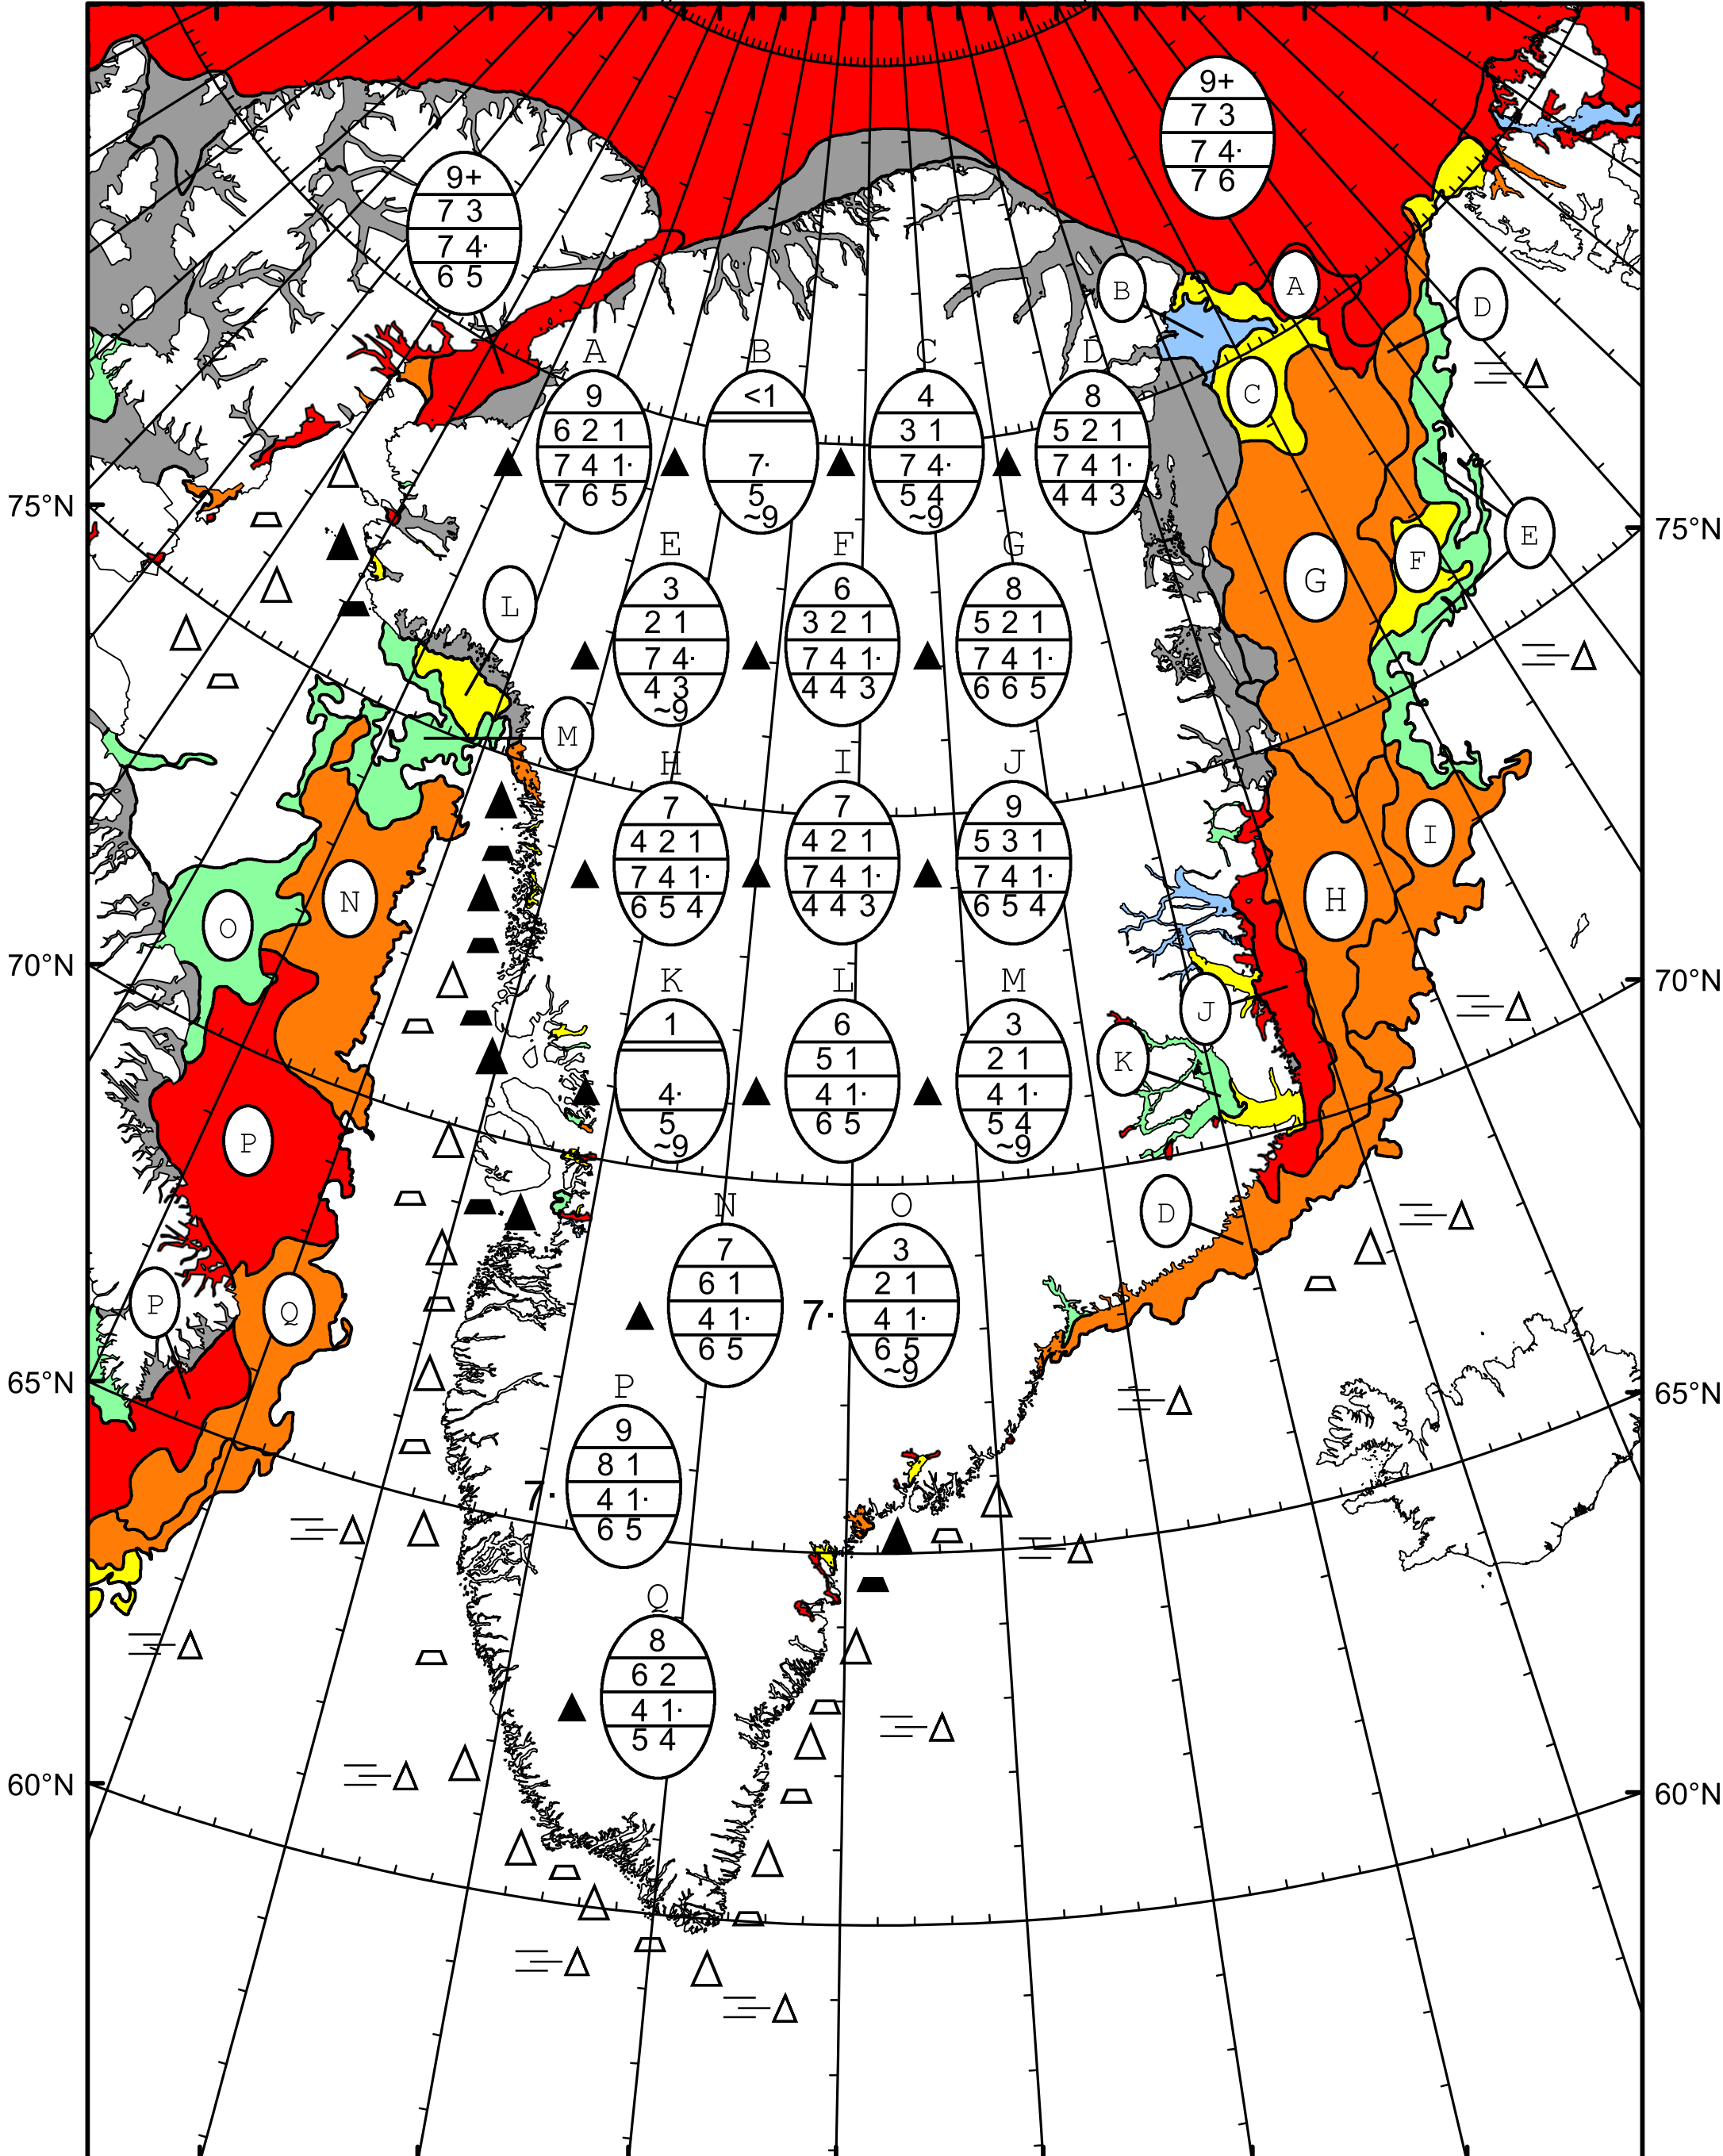 9+
7 3
7 4·
7 6
9+
7 3
7 4·
6 5
B
A
D
A
B
C
D
9
6 2 1
7 4 1·
7 6 5
<1
7·
5
~9
4
3 1
7 4·
5 4
~9
8
5 2 1
7 4 1·
4 4 3
C
75°N
75°N
E
F
G
L
G
F
E
3
2 1
7 4·
4 3
~9
6
3 2 1
7 4 1·
4 4 3
8
5 2 1
7 4 1·
6 6 5
M
H
I
J
7
4 2 1
7 4 1·
6 5 4
7
4 2 1
7 4 1·
4 4 3
9
5 3 1
7 4 1·
6 5 4
I
N
H
O
70°N
70°N
K
L
M
J
K
1
4·
5
~9
6
5 1
4 1·
6 5
3
2 1
4 1·
5 4
~9
P
D
N
O
7
6 1
4 1·
6 5
7·
3
2 1
4 1·
6 5
~9
P
Q
65°N
65°N
P
7·
9
8 1
4 1·
6 5
Q
8
6 2
4 1·
5 4
60°N
60°N